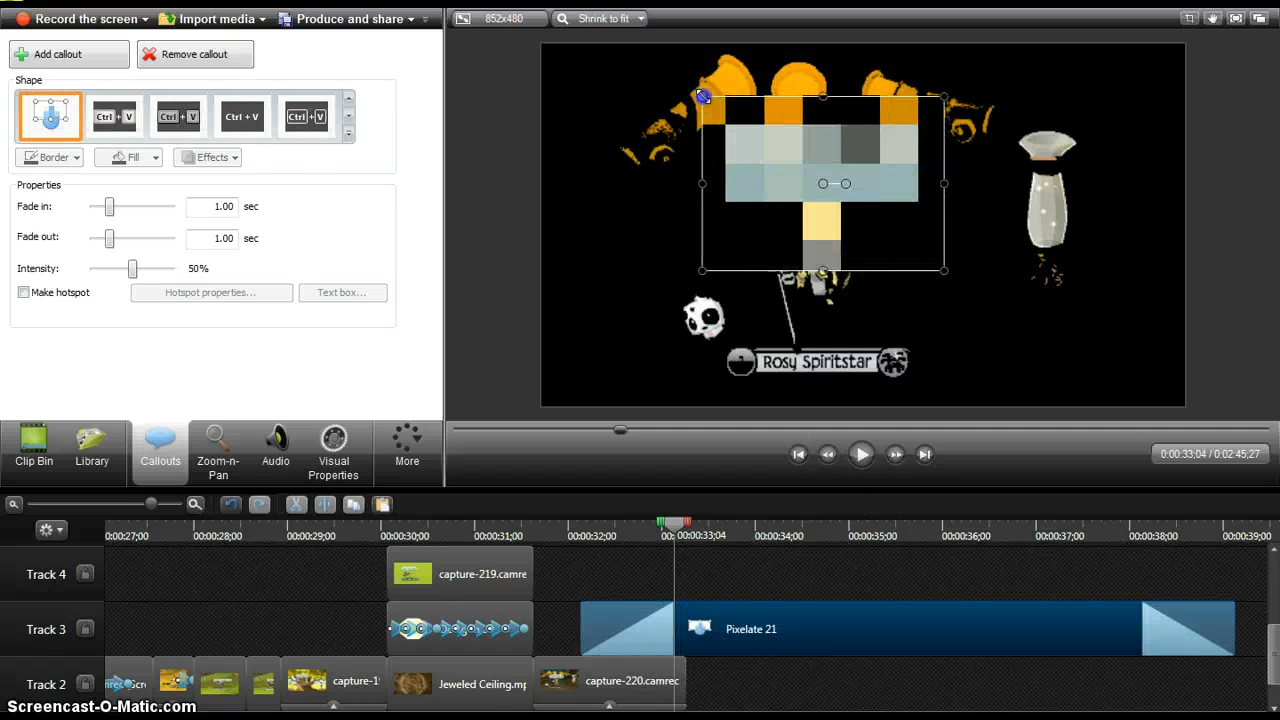 Record the screen Import media Produce and share
852x480 Shrink to fit
Add callout Remove callout
Shape
Ctrl + V Ctrl + V Ctrl + V Ctrl + V
Border Fill Effects
Properties
Fade in: 1.00 sec
Fade out: 1.00 sec
Intensity: 50%
Make hotspot Hotspot properties... Text box...
Rosy Spiritstar
Clip Bin Library Callouts Zoom-n-Pan Audio Visual Properties More
0:00:33;04 / 0:02:45;27
0:00:27;00 0:00:28;00 0:00:29;00 0:00:30;00 0:00:31;00 0:00:32;00 0:00:33;04 0:00:34;00 0:00:35;00 0:00:36;00 0:00:37;00 0:00:38;00 0:00:39;00
Track 4 capture-219.camre
Track 3 Pixelate 21
Track 2 capture-1 Jeweled Ceiling.mp capture-220.camrec
Screencast-O-Matic.com